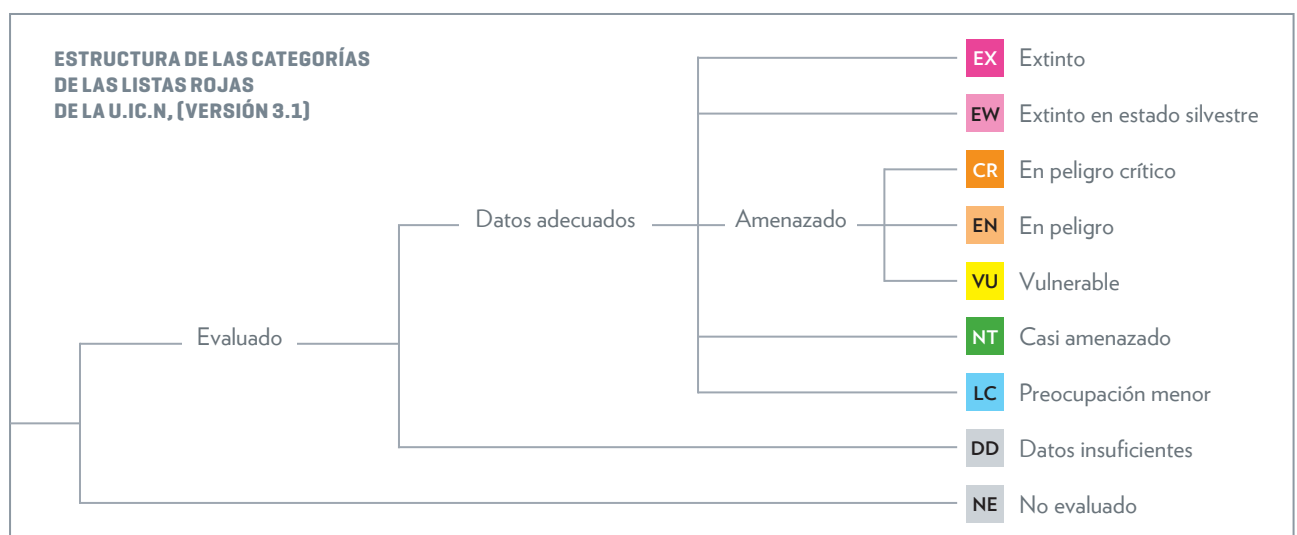 ESTRUCTURA DE LAS CATEGORÍAS
DE LAS LISTAS ROJAS
DE LA U.IC.N, (VERSIÓN 3.1)
EX Extinto
EW Extinto en estado silvestre
CR En peligro crítico
Datos adecuados Amenazado EN En peligro
VU Vulnerable
Evaluado NT Casi amenazado
LC Preocupación menor
DD Datos insuficientes
NE No evaluado